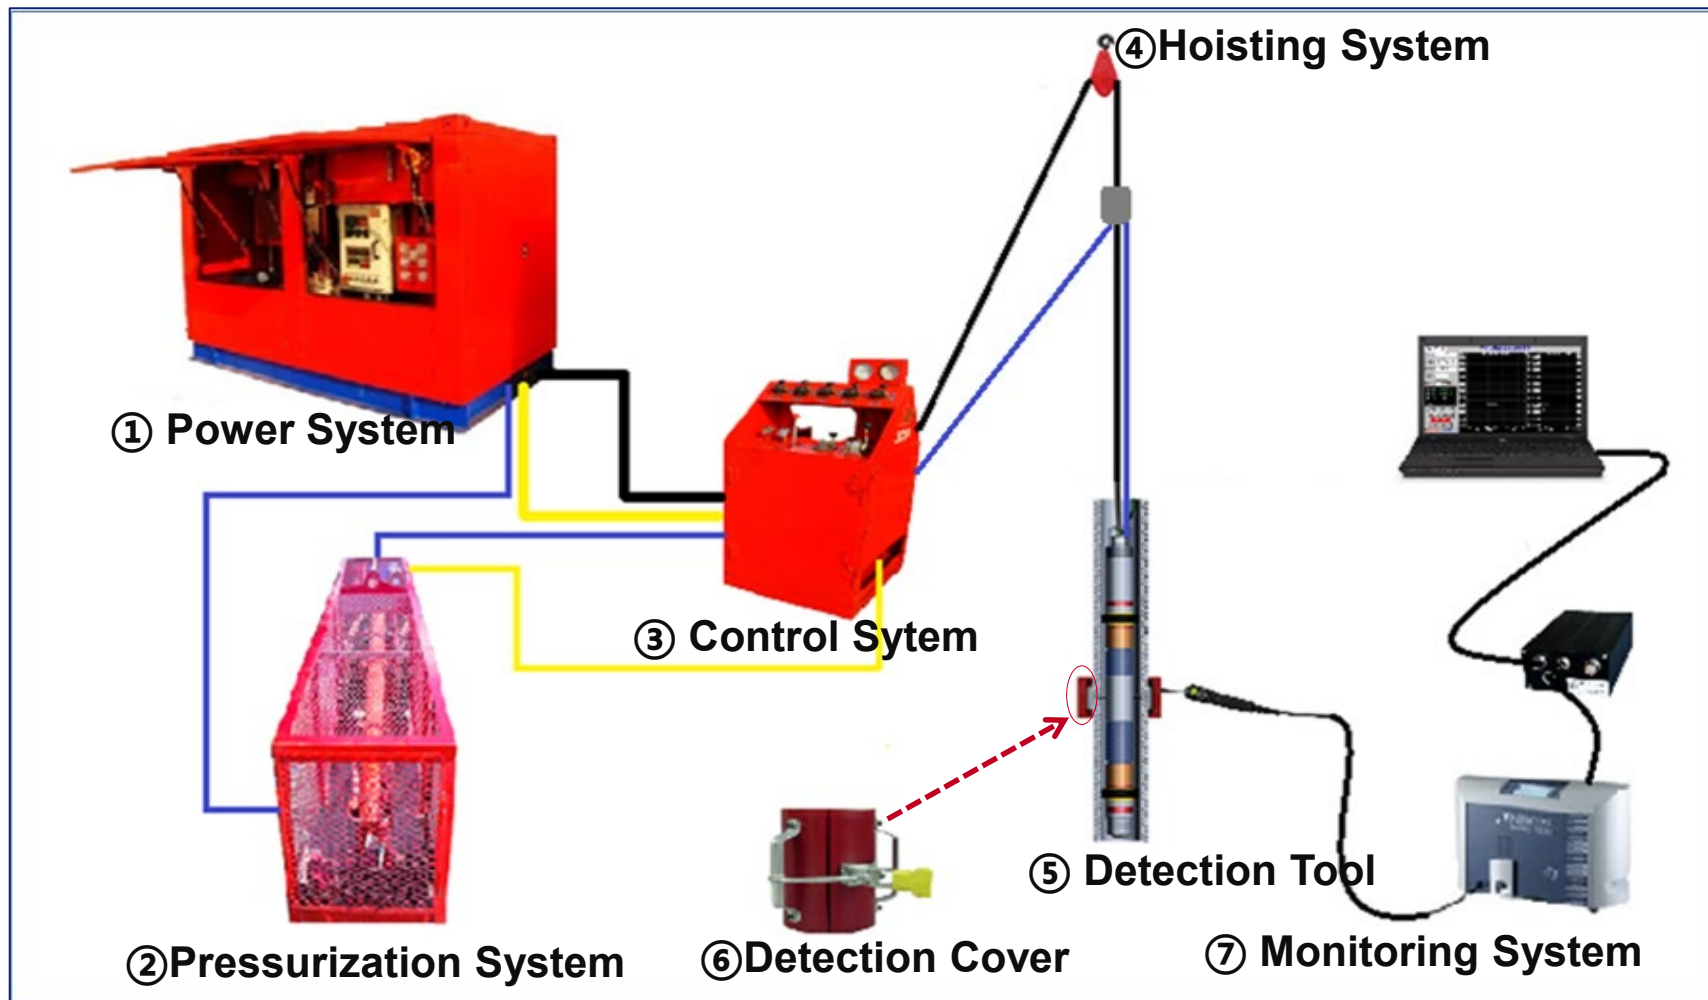 ④Hoisting System
① Power System
③ Control Sytem
⑤ Detection Tool
②Pressurization System
⑥Detection Cover
⑦ Monitoring System